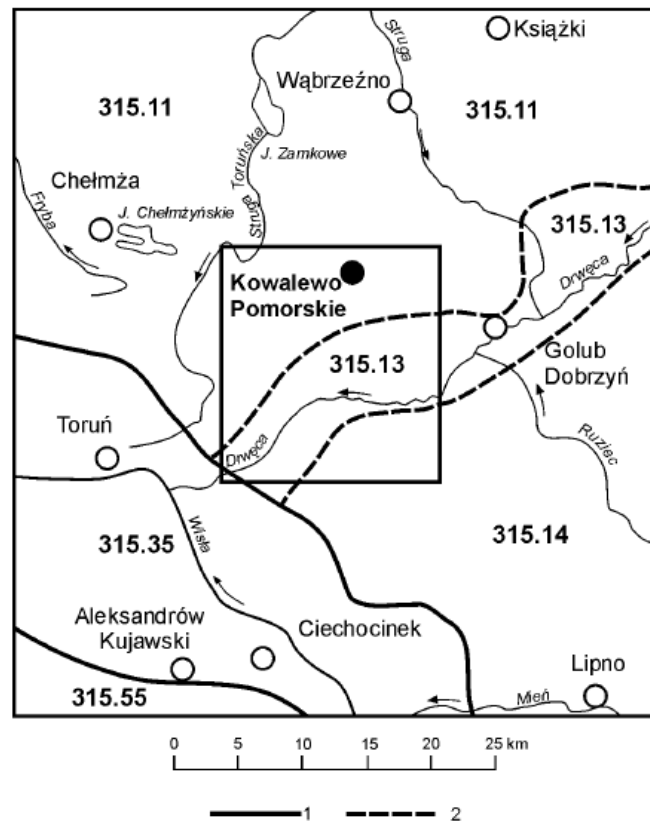 Książki
Struga
Wąbrzeźno
315.11
315.11
Toruńska
J. Zamkowe
Chełmża
J. Chełmżyńskie
Fryba
Struga
315.13
Drwęca
Kowalewo
Pomorskie
315.13
Golub
Dobrzyń
Toruń
Drwęca
Ruziec
Wisła
315.35
315.14
Aleksandrów
Kujawski
Ciechocinek
Lipno
315.55
Mień
0 5 10 15 20 25 km
1 2